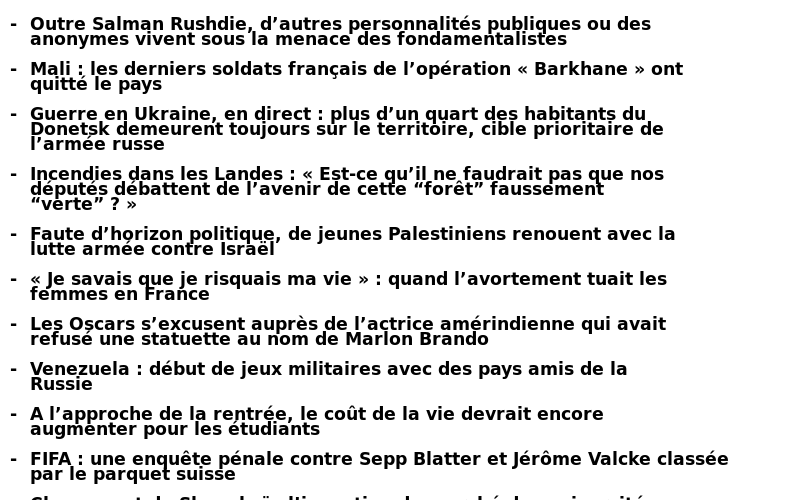 - Outre Salman Rushdie, d’autres personnalités publiques ou des
anonymes vivent sous la menace des fondamentalistes
- Mali : les derniers soldats français de l’opération « Barkhane » ont
quitté le pays
- Guerre en Ukraine, en direct : plus d’un quart des habitants du
Donetsk demeurent toujours sur le territoire, cible prioritaire de
l’armée russe
- Incendies dans les Landes : « Est-ce qu’il ne faudrait pas que nos
députés débattent de l’avenir de cette “forêt” faussement
“verte” ? »
- Faute d’horizon politique, de jeunes Palestiniens renouent avec la
lutte armée contre Israël
- « Je savais que je risquais ma vie » : quand l’avortement tuait les
femmes en France
- Les Oscars s’excusent auprès de l’actrice amérindienne qui avait
refusé une statuette au nom de Marlon Brando
- Venezuela : début de jeux militaires avec des pays amis de la
Russie
- A l’approche de la rentrée, le coût de la vie devrait encore
augmenter pour les étudiants
- FIFA : une enquête pénale contre Sepp Blatter et Jérôme Valcke classée
par le parquet suisse